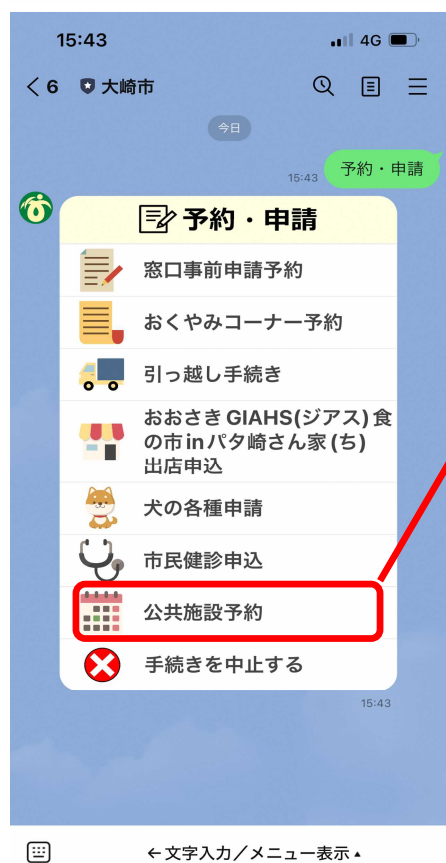 15:43 4G
6 大崎市
今日
15:43 予約・申請
予約・申請
窓口事前申請予約
おくやみコーナー予約
引っ越し手続き
おおさきGIAHS(ジアス)食
の市inパタ崎さん家(ち)
出店申込
犬の各種申請
市民健診申込
公共施設予約
手続きを中止する
15:43
←文字入力/メニュー表示▲